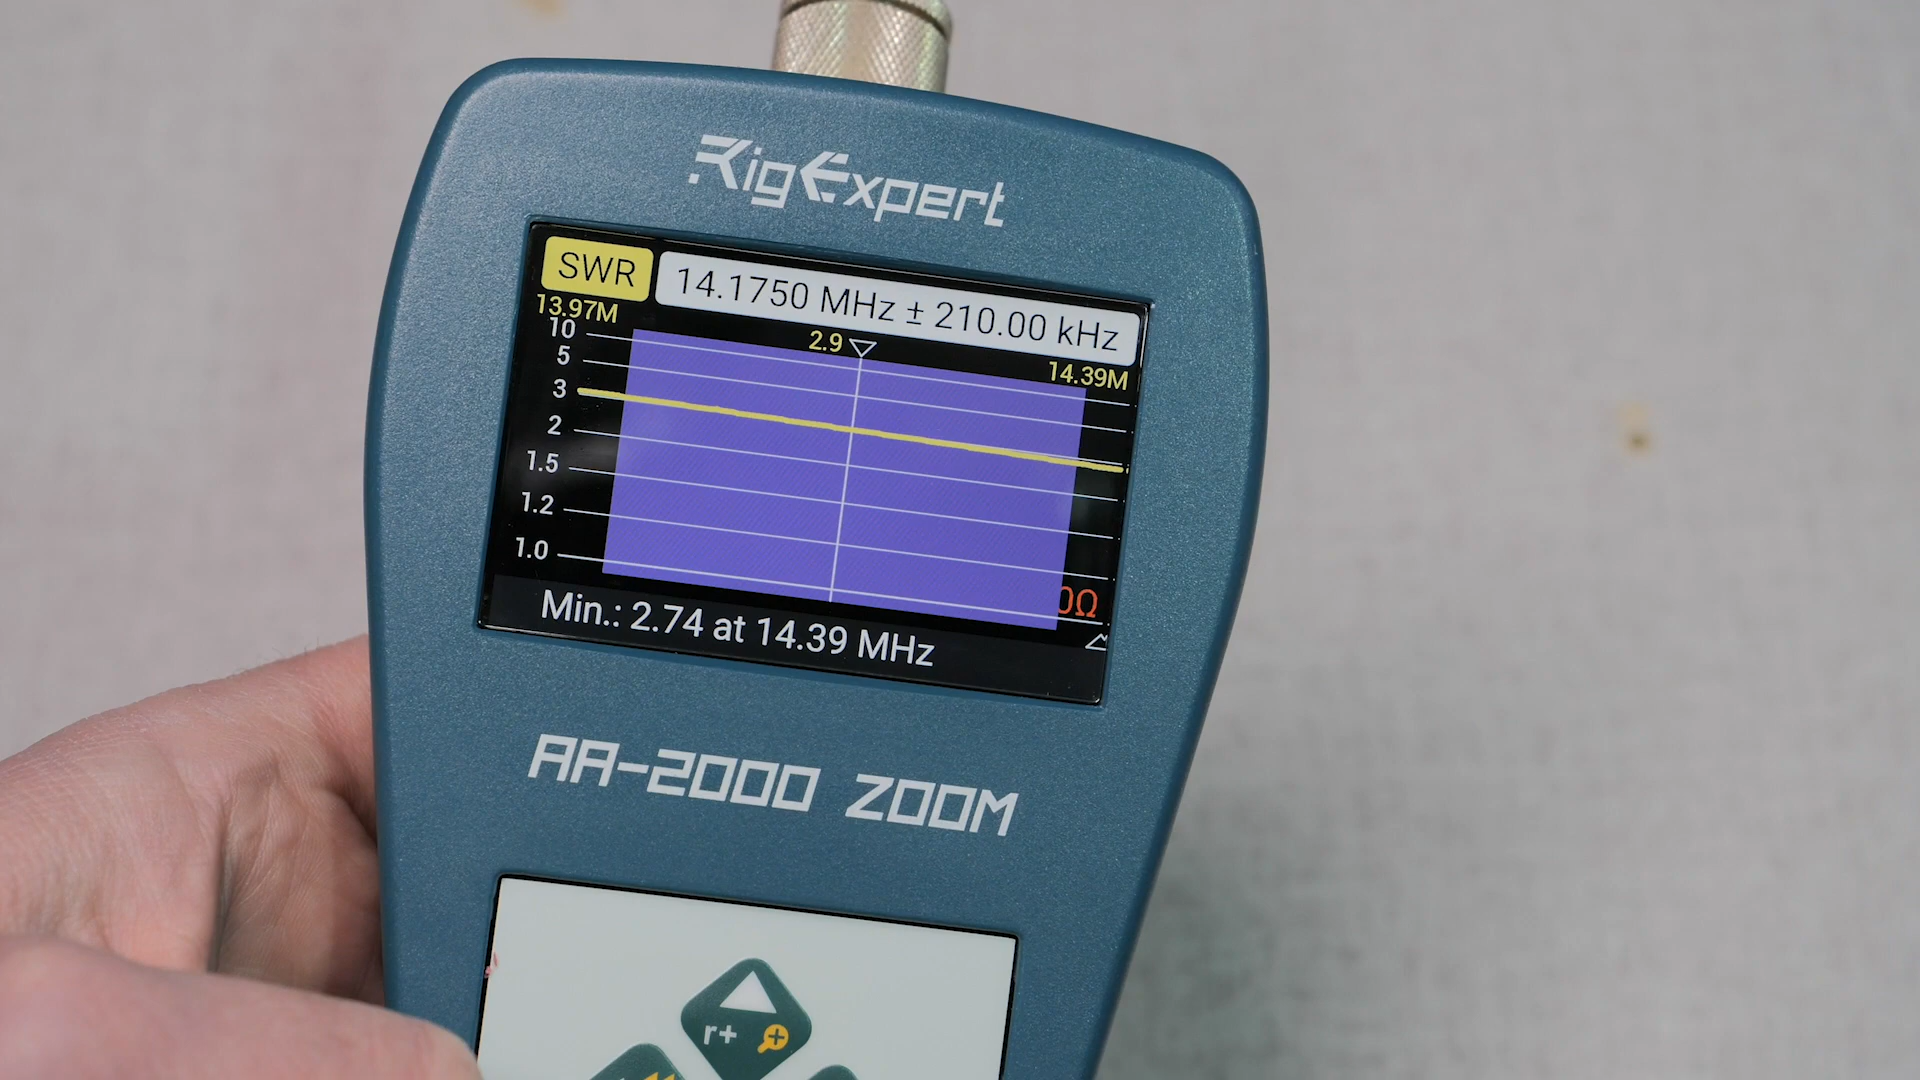 RigExpert
SWR 14.1750 MHz ± 210.00 kHz
13.97M
2.9
14.39M
10
5
3
2
1.5
1.2
1.0
0Ω
Min.: 2.74 at 14.39 MHz
AA-2000 ZOOM
r+